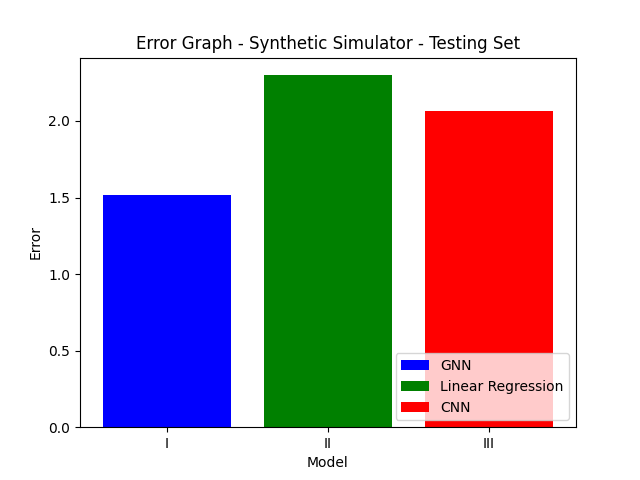 Error Graph - Synthetic Simulator - Testing Set
Error
2.0
1.5
1.0
0.5
0.0
I II III
Model
GNN
Linear Regression
CNN